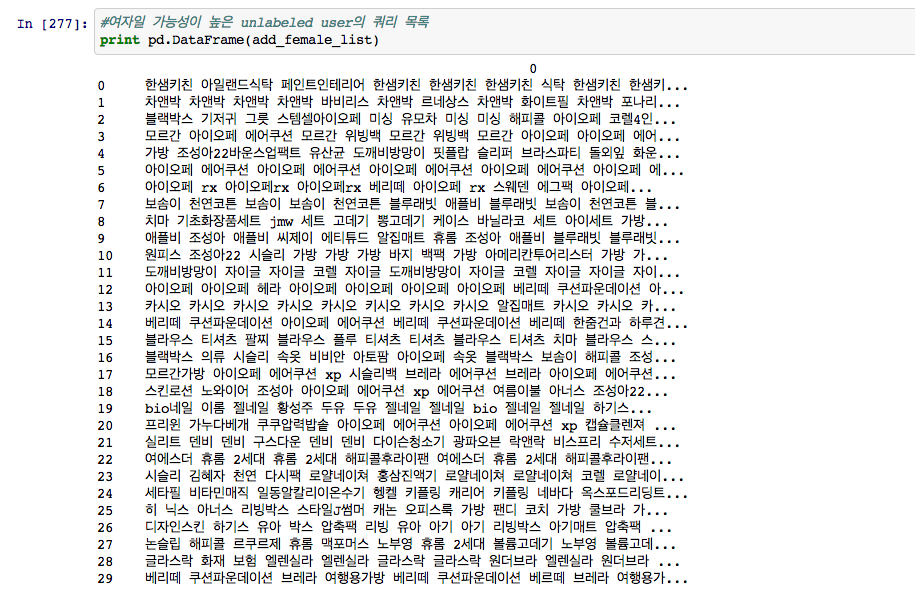 In [277]: #여자일 가능성이 높은 unlabeled user의 쿼리 목록
print pd.DataFrame(add_female_list)
0
0 한샘키친 아일랜드식탁 페인트인테리어 한샘키친 한샘키친 한샘키친 식탁 한샘키친 한샘키...
1 차앤박 차앤박 차앤박 차앤박 바비리스 차앤박 르네상스 차앤박 화이트필 차앤박 포나리...
2 블랙박스 기저귀 그릇 스템셀아이오페 미싱 유모차 미싱 미싱 해피콜 아이오페 코렐4인...
3 모르간 아이오페 에어쿠션 모르간 위빙백 모르간 위빙백 모르간 아이오페 아이오페 에어...
4 가방 조성아22바운스업팩트 유산균 도깨비방망이 핏플랍 슬리퍼 브라스파티 돌외잎 화운...
5 아이오페 에어쿠션 아이오페 에어쿠션 아이오페 에어쿠션 아이오페 에어쿠션 아이오페 에...
6 아이오페 rx 아이오페rx 아이오페rx 베리떼 아이오페 rx 스웨덴 에그팩 아이오페...
7 보솜이 천연코튼 보솜이 보솜이 천연코튼 블루래빗 애플비 블루래빗 보솜이 천연코튼 블...
8 치마 기초화장품세트 jmw 세트 고데기 뽕고데기 케이스 바닐라코 세트 아이세트 가방...
9 애플비 조성아 애플비 씨제이 에티튜드 알집매트 휴롬 조성아 애플비 블루래빗 블루래빗...
10 원피스 조성아22 시슬리 가방 가방 가방 바지 백팩 가방 아메리칸투어리스터 가방 가...
11 도깨비방망이 자이글 자이글 코렐 자이글 도깨비방망이 자이글 코렐 자이글 자이글 자이...
12 아이오페 아이오페 헤라 아이오페 아이오페 아이오페 아이오페 베리떼 쿠션파운데이션 아...
13 카시오 카시오 카시오 카시오 카시오 키시오 카시오 카시오 알집매트 카시오 카시오 카...
14 베리떼 쿠션파운데이션 아이오페 에어쿠션 베리떼 쿠션파운데이션 베리떼 한줌견과 하루견...
15 블라우스 티셔츠 팔찌 블라우스 플루 티셔츠 티셔츠 블라우스 티셔츠 치마 블라우스 스...
16 블랙박스 의류 시슬리 속옷 비비안 아토팜 아이오페 속옷 블랙박스 보솜이 해피콜 조성...
17 모르간가방 아이오페 에어쿠션 xp 시슬리백 브레라 에어쿠션 브레라 아이오페 에어쿠션...
18 스킨로션 노와이어 조성아 아이오페 에어쿠션 xp 에어쿠션 여름이불 아너스 조성아22...
19 bio네일 이롬 젤네일 황성주 두유 두유 젤네일 젤네일 bio 젤네일 젤네일 하기스...
20 프리윈 가누다베개 쿠쿠압력밥솥 아이오페 에어쿠션 아이오페 에어쿠션 xp 캡슐클렌져 ...
21 실리트 덴비 덴비 구스다운 덴비 덴비 다이슨청소기 광파오븐 락앤락 비스프리 수저세트...
22 여에스더 휴롬 2세대 휴롬 2세대 해피콜후라이팬 여에스더 휴롬 2세대 해피콜후라이팬...
23 시슬리 김혜자 천연 다시팩 로얄네이쳐 홍삼진액기 로얄네이쳐 로얄네이쳐 코렐 로얄네이...
24 세타필 비타민매직 일동알칼리이온수기 헹켈 키플링 캐리어 키플링 네바다 옥스포드리딩트...
25 히 닉스 아너스 리빙박스 스타일J썸머 캐논 오피스룩 가방 팬디 코치 가방 쿨브라 가...
26 디자인스킨 하기스 유아 박스 압축팩 리빙 유아 아기 아기 리빙박스 아기매트 압축팩 ...
27 논슬립 해피콜 르쿠르제 휴롬 맥포머스 노부영 휴롬 2세대 볼륨고데기 노부영 볼륨고데...
28 글라스락 화재 보험 엘렌실라 엘렌실라 글라스락 글라스락 원더브라 엘렌실라 원더브라 ...
29 베리떼 쿠션파운데이션 브레라 여행용가방 베리떼 쿠션파운데이션 베르떼 브레라 여행용가...